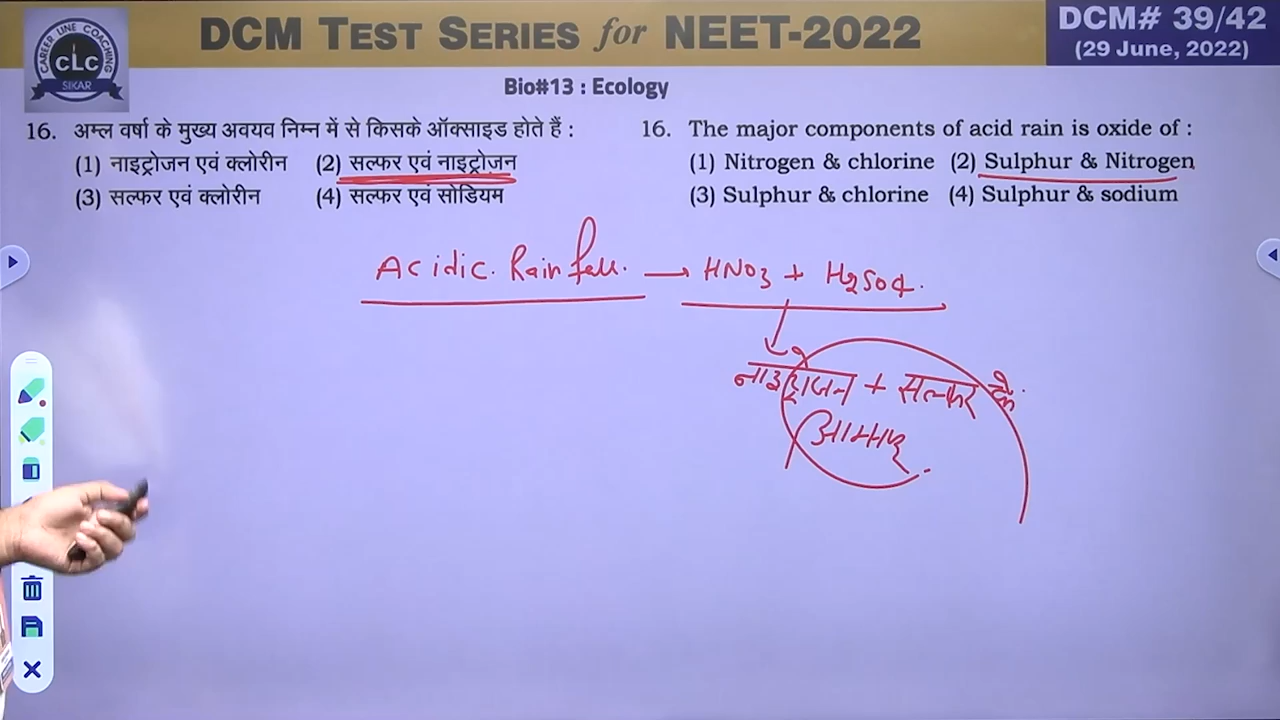 DCM TEST SERIES for NEET-2022
DCM# 39/42
(29 June, 2022)
CAREER LINE COACHING
CLC
SIKAR
Bio#13 : Ecology
16. अम्ल वर्षा के मुख्य अवयव निम्न में से किसके ऑक्साइड होते हैं :
(1) नाइट्रोजन एवं क्लोरीन (2) सल्फर एवं नाइट्रोजन
(3) सल्फर एवं क्लोरीन (4) सल्फर एवं सोडियम
16. The major components of acid rain is oxide of :
(1) Nitrogen & chlorine (2) Sulphur & Nitrogen
(3) Sulphur & chlorine (4) Sulphur & sodium
Acidic. Rain fall. → HNO3 + H2SO4.
नाइट्रोजन + सल्फर के